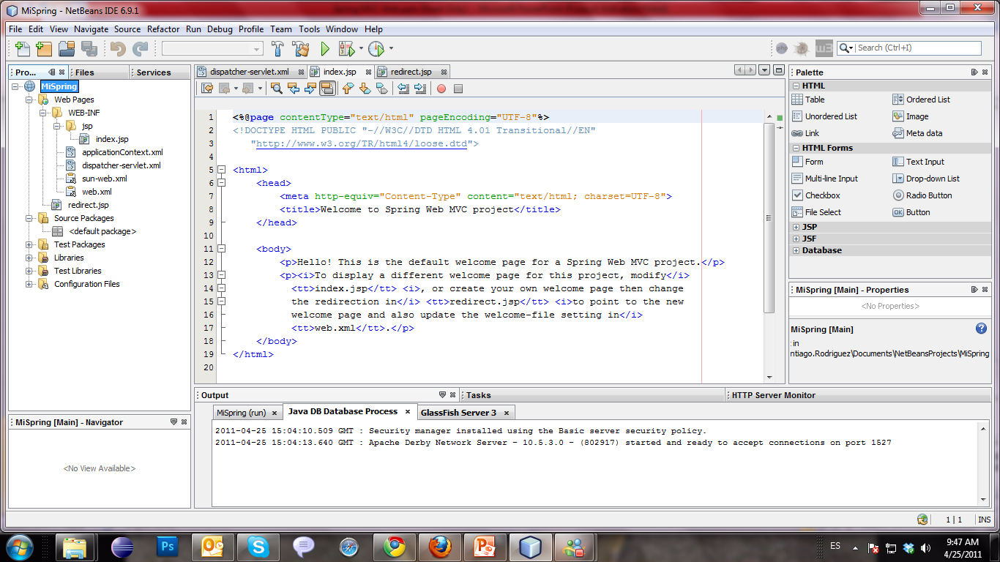 MiSpring - NetBeans IDE 6.9.1
File Edit View Navigate Source Refactor Run Debug Profile Team Tools Window Help
Search (Ctrl+I)
Pro... Files Services
MiSpring
Web Pages
WEB-INF
jsp
index.jsp
applicationContext.xml
dispatcher-servlet.xml
sun-web.xml
web.xml
redirect.jsp
Source Packages
<default package>
Test Packages
Libraries
Test Libraries
Configuration Files
MiSpring [Main] - Navigator
<No View Available>
dispatcher-servlet.xml index.jsp redirect.jsp
1 <%@page contentType="text/html" pageEncoding="UTF-8"%>
2 <!DOCTYPE HTML PUBLIC "-//W3C//DTD HTML 4.01 Transitional//EN"
3 "http://www.w3.org/TR/html4/loose.dtd">
4
5 <html>
6 <head>
7 <meta http-equiv="Content-Type" content="text/html; charset=UTF-8">
8 <title>Welcome to Spring Web MVC project</title>
9 </head>
10
11 <body>
12 <p>Hello! This is the default welcome page for a Spring Web MVC project.</p>
13 <p><i>To display a different welcome page for this project, modify</i>
14 <tt>index.jsp</tt> <i>, or create your own welcome page then change
15 the redirection in</i> <tt>redirect.jsp</tt> <i>to point to the new
16 welcome page and also update the welcome-file setting in</i>
17 <tt>web.xml</tt>.</p>
18 </body>
19 </html>
20
Palette
HTML
Table Ordered List
Unordered List Image
Link Meta data
HTML Forms
Form Text Input
Multi-line Input Drop-down List
Checkbox Radio Button
File Select Button
JSP
JSF
Database
MiSpring [Main] - Properties
<No Properties>
MiSpring [Main]
: in
ntiago.Rodriguez\Documents\NetBeansProjects\MiSpring
Output Tasks HTTP Server Monitor
MiSpring (run) Java DB Database Process GlassFish Server 3
2011-04-25 15:04:10.509 GMT : Security manager installed using the Basic server security policy.
2011-04-25 15:04:13.640 GMT : Apache Derby Network Server - 10.5.3.0 - (802917) started and ready to accept connections on port 1527
1 | 1 INS
Ps
ES
9:47 AM
4/25/2011